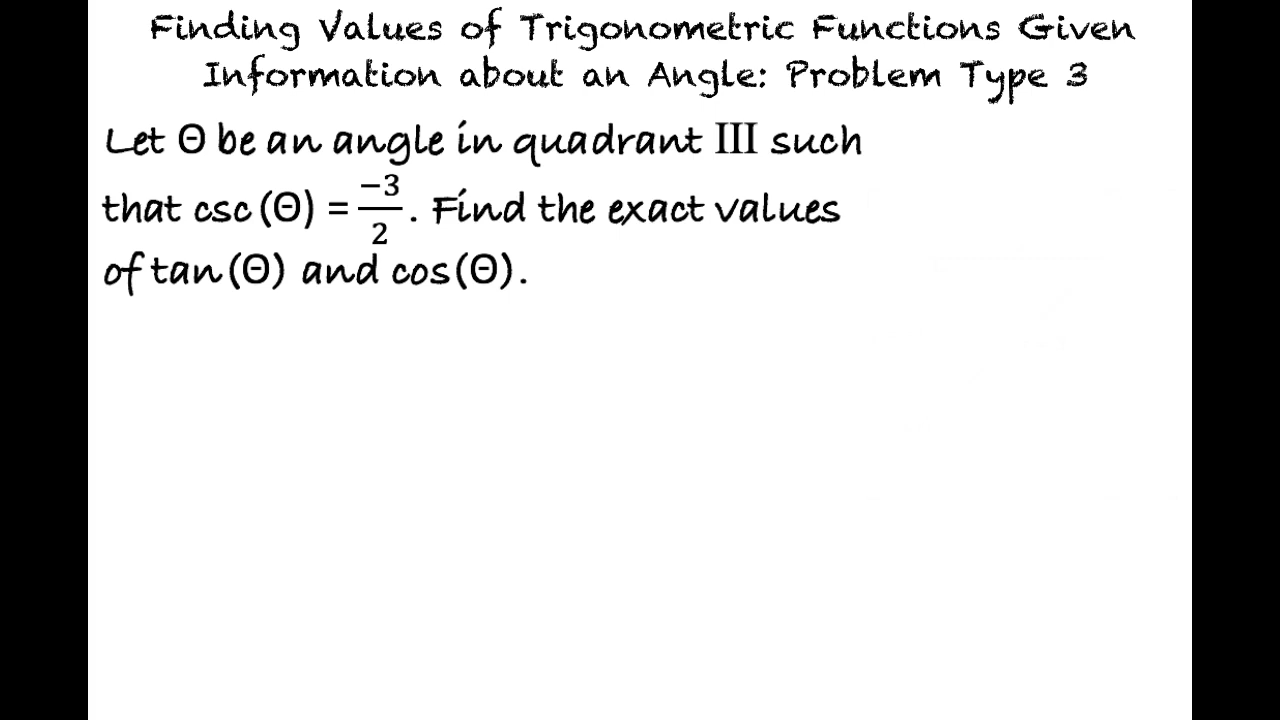 Finding Values of Trigonometric Functions Given
Information about an Angle: Problem Type 3
Let Θ be an angle in quadrant III such
that csc(Θ) = −3/2. Find the exact values
of tan(Θ) and cos(Θ).